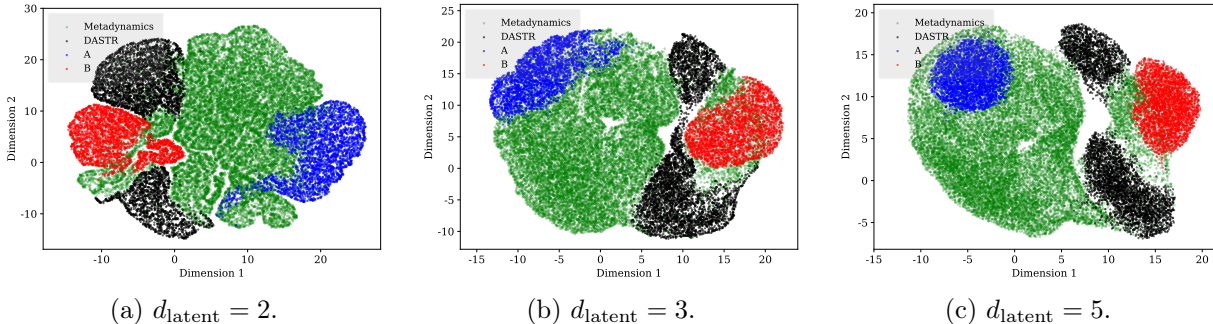 30
20
10
0
-10
-10
0
10
20
Dimension 2
Dimension 1
Metadynamics
DASTR
A
B
(a) d_latent = 2.
25
20
15
10
5
0
-5
-10
-15
-10
-5
0
5
10
15
20
Dimension 2
Dimension 1
Metadynamics
DASTR
A
B
(b) d_latent = 3.
20
15
10
5
0
-5
-15
-10
-5
0
5
10
15
20
Dimension 2
Dimension 1
Metadynamics
DASTR
A
B
(c) d_latent = 5.